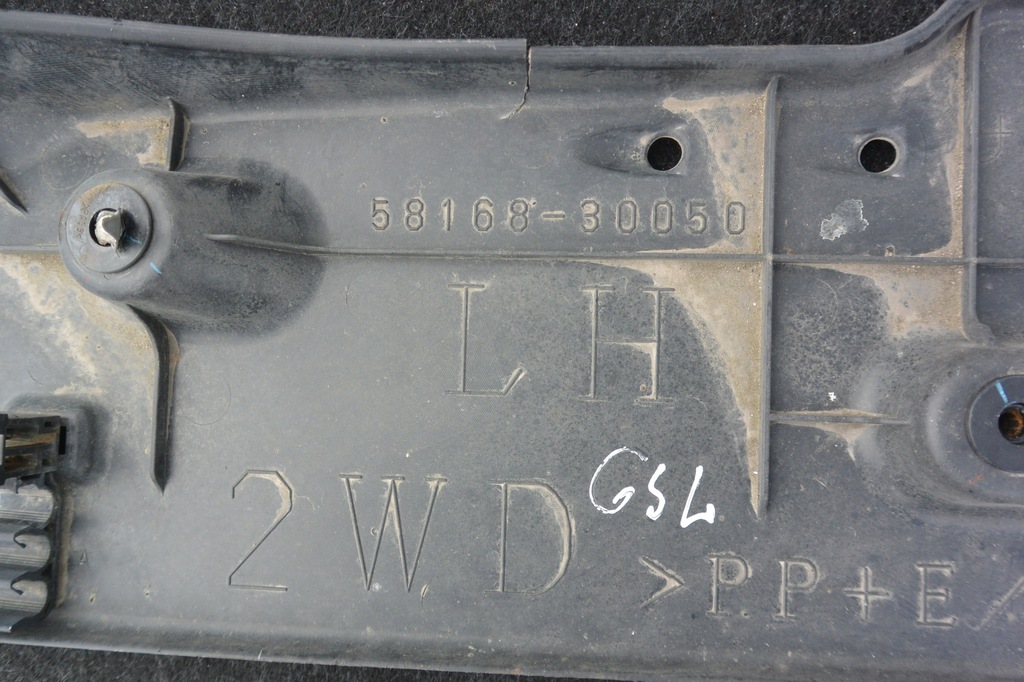 58168-30050
LH
2WD
GSL
>PP+E/